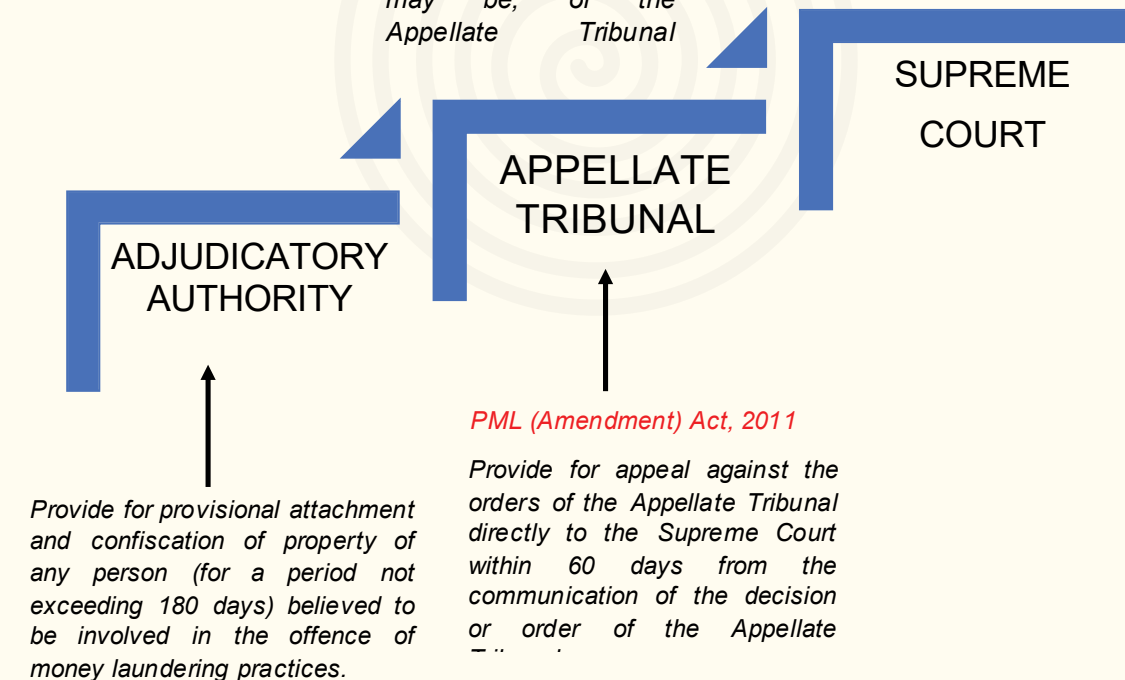 may be, of the
Appellate Tribunal
SUPREME
COURT
APPELLATE
TRIBUNAL
ADJUDICATORY
AUTHORITY
PML (Amendment) Act, 2011
Provide for appeal against the
orders of the Appellate Tribunal
directly to the Supreme Court
within 60 days from the
communication of the decision
or order of the Appellate
Provide for provisional attachment
and confiscation of property of
any person (for a period not
exceeding 180 days) believed to
be involved in the offence of
money laundering practices.